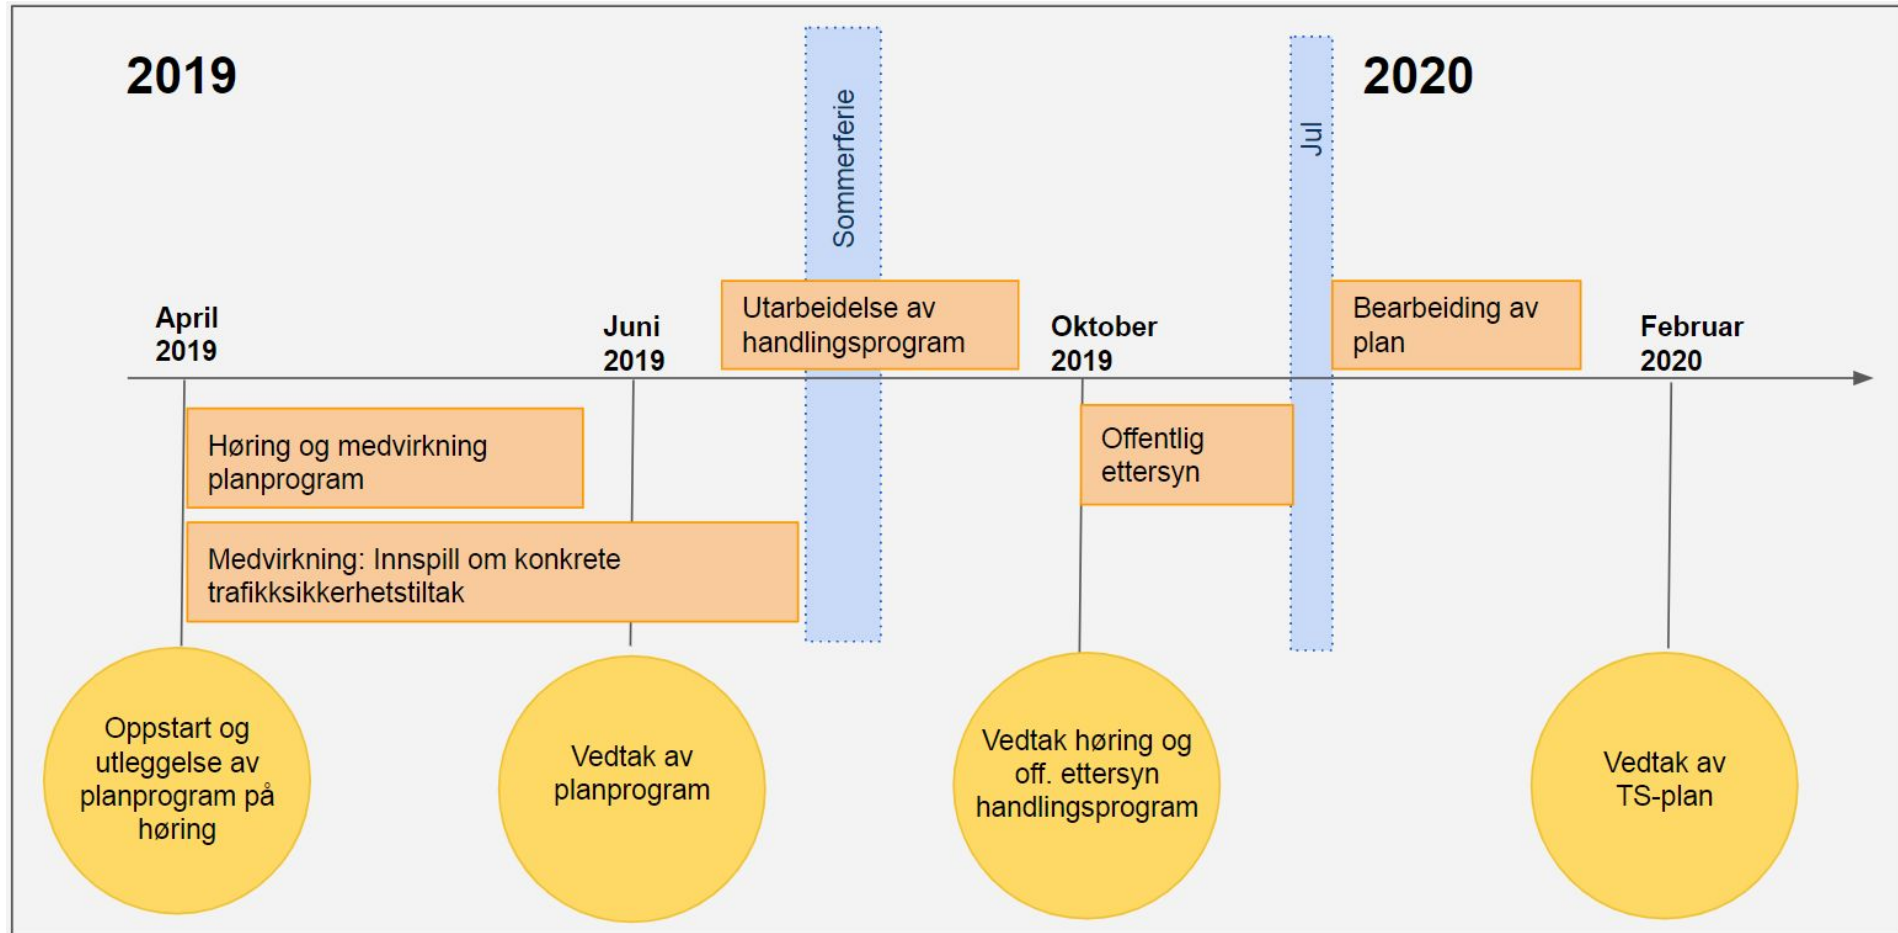 2019
2020
Sommerferie
Jul
April
2019
Juni
2019
Utarbeidelse av
handlingsprogram
Oktober
2019
Bearbeiding av
plan
Februar
2020
Høring og medvirkning
planprogram
Offentlig
ettersyn
Medvirkning: Innspill om konkrete
trafikksikkerhetstiltak
Oppstart og
utleggelse av
planprogram på
høring
Vedtak av
planprogram
Vedtak høring og
off. ettersyn
handlingsprogram
Vedtak av
TS-plan